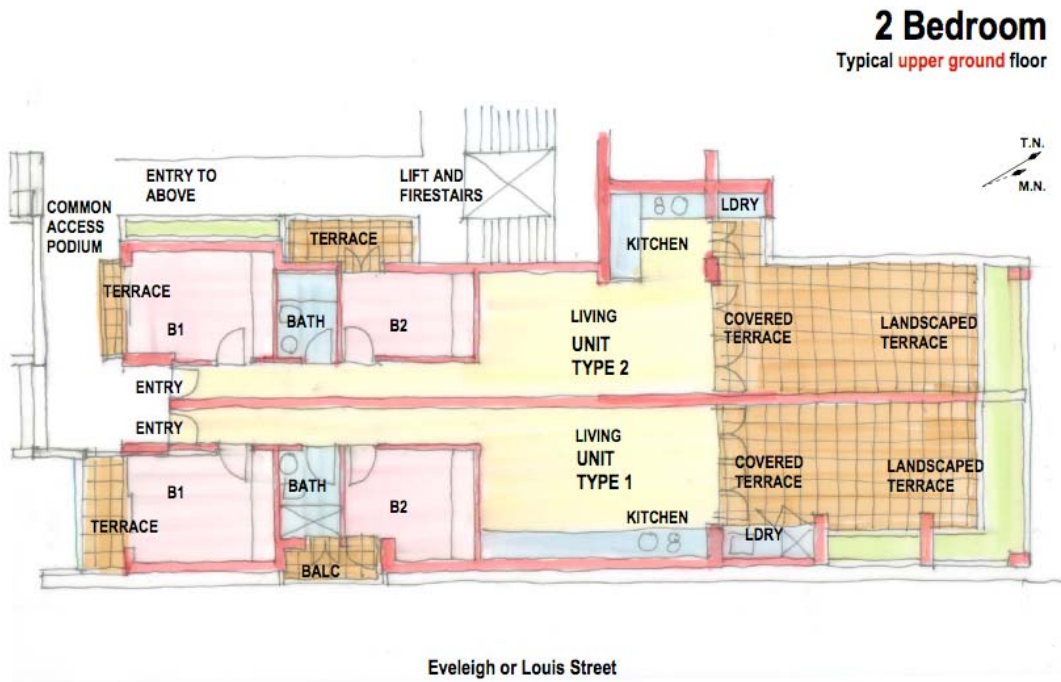 2 Bedroom
Typical upper ground floor
T.N.
M.N.
ENTRY TO
ABOVE
LIFT AND
FIRESTAIRS
COMMON
ACCESS
PODIUM
LDRY
TERRACE
KITCHEN
TERRACE
B1
BATH
B2
LIVING
UNIT
TYPE 2
COVERED
TERRACE
LANDSCAPED
TERRACE
ENTRY
ENTRY
LIVING
UNIT
TYPE 1
COVERED
TERRACE
LANDSCAPED
TERRACE
B1
BATH
B2
TERRACE
KITCHEN
LDRY
BALC
Eveleigh or Louis Street